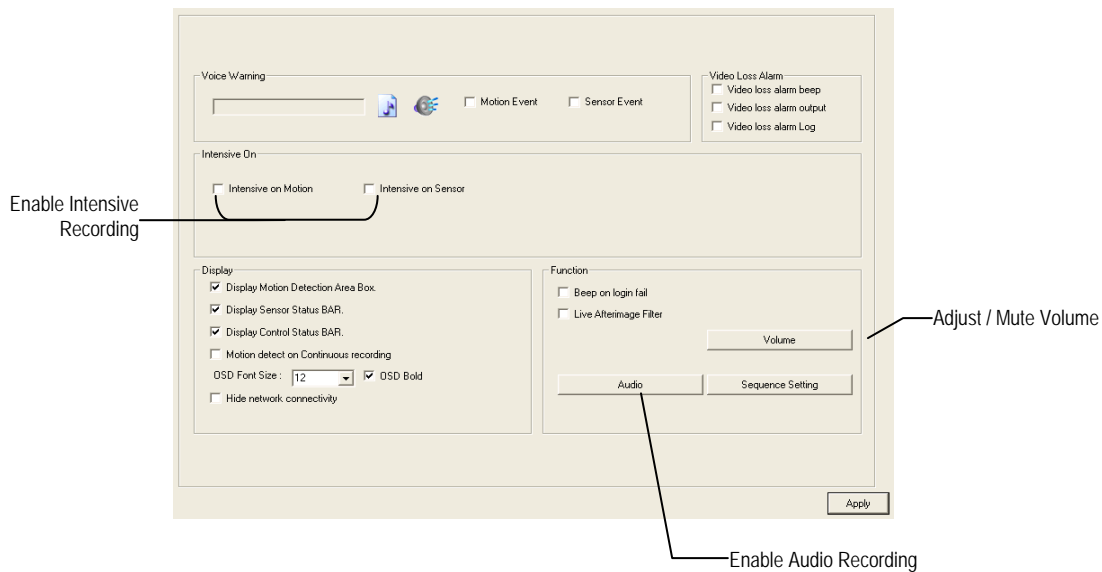 Voice Warning
Motion Event
Sensor Event
Video Loss Alarm
Video loss alarm beep
Video loss alarm output
Video loss alarm Log
Intensive On
Intensive on Motion
Intensive on Sensor
Enable Intensive
Recording
Display
Display Motion Detection Area Box.
Display Sensor Status BAR.
Display Control Status BAR.
Motion detect on Continuous recording
OSD Font Size : 12 OSD Bold
Hide network connectivity
Function
Beep on login fail
Live Afterimage Filter
Volume
Audio
Sequence Setting
Adjust / Mute Volume
Apply
Enable Audio Recording